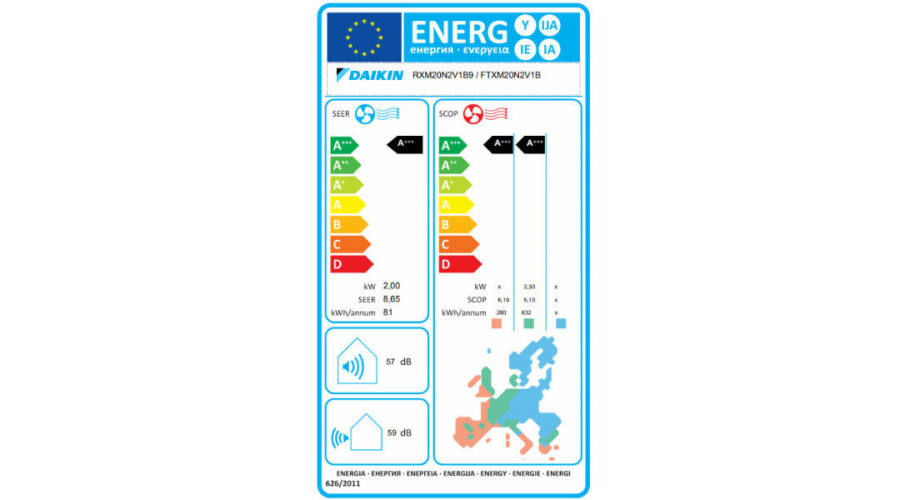 ENERG Y IJA
енергия · ενεργεια IE IA
DAIKIN RXM20N2V1B9 / FTXM20N2V1B
SEER
A+++ A+++
A++
A+
A
B
C
D
kW 2,00
SEER 8,65
kWh/annum 81
57 dB
59 dB
SCOP
A+++ A+++ A+++
A++
A+
A
B
C
D
kW x 2,30 x
SCOP 6,19 5,10 x
kWh/annum 280 632 x
ENERGIA · ЕНЕРГИЯ · ΕΝΕΡΓΕΙΑ · ENERGIJA · ENERGY · ENERGIE · ENERGI
626/2011